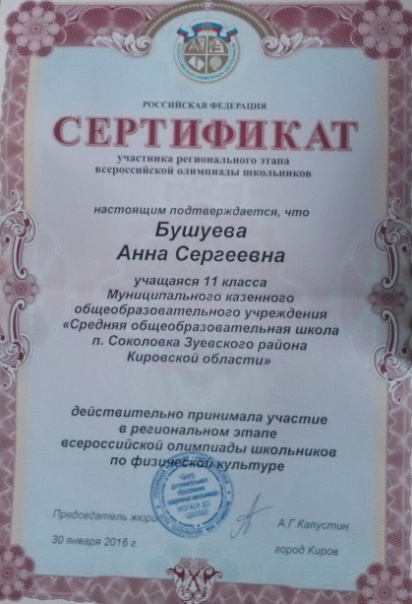 РОССИЙСКАЯ ФЕДЕРАЦИЯ
СЕРТИФИКАТ
участника регионального этапа
всероссийской олимпиады школьников
настоящим подтверждается, что
Бушуева
Анна Сергеевна
учащаяся 11 класса
Муниципального казенного
общеобразовательного учреждения
«Средняя общеобразовательная школа
п. Соколовка Зуевского района
Кировской области»
действительно принимала участие
в региональном этапе
всероссийской олимпиады школьников
по физической культуре
Председатель жюри
А.Г.Капустин
30 января 2016 г.
город Киров